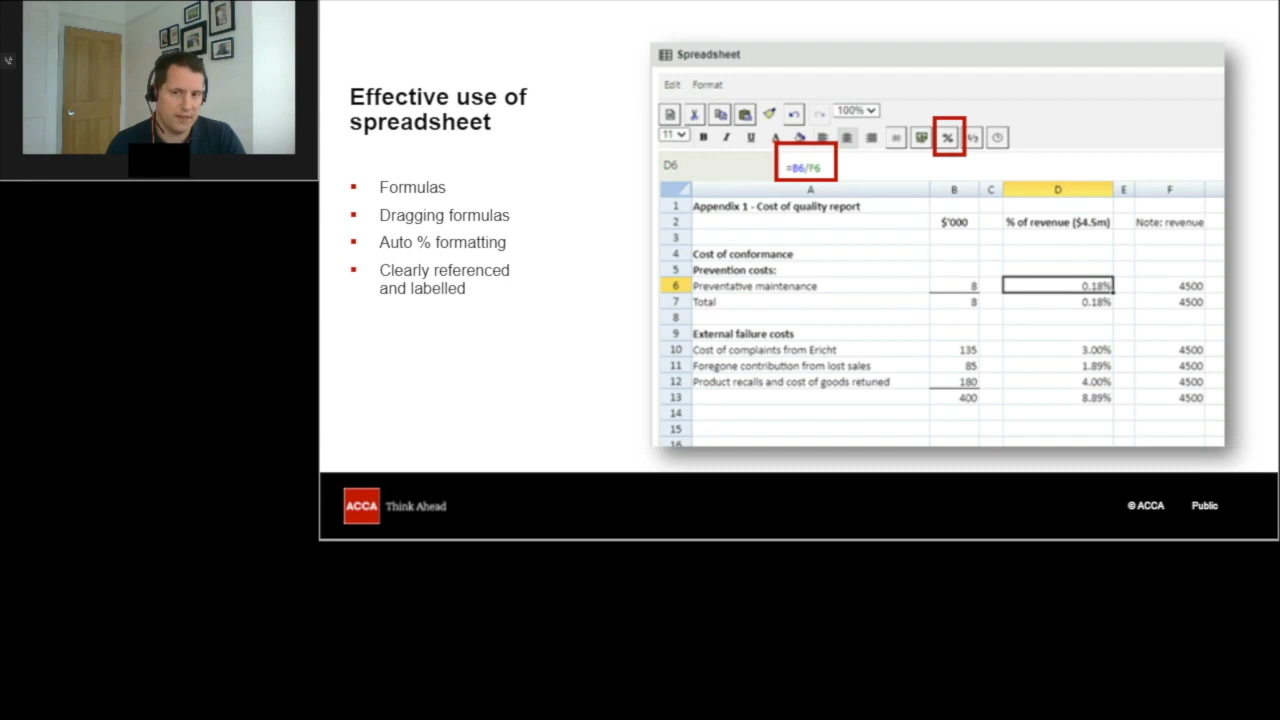 Effective use of
spreadsheet
Formulas
Dragging formulas
Auto % formatting
Clearly referenced
and labelled
Spreadsheet
Edit Format
100%
11 B I U A %
D6 =B6/F6
A B C D E F
1 Appendix 1 - Cost of quality report
2 $'000 % of revenue ($4.5m) Note: revenue
3
4 Cost of conformance
5 Prevention costs:
6 Preventative maintenance 8 0.18% 4500
7 Total 8 0.18% 4500
8
9 External failure costs
10 Cost of complaints from Ericht 135 3.00% 4500
11 Foregone contribution from lost sales 85 1.89% 4500
12 Product recalls and cost of goods retuned 180 4.00% 4500
13 400 8.89% 4500
14
15
16
ACCA Think Ahead © ACCA Public